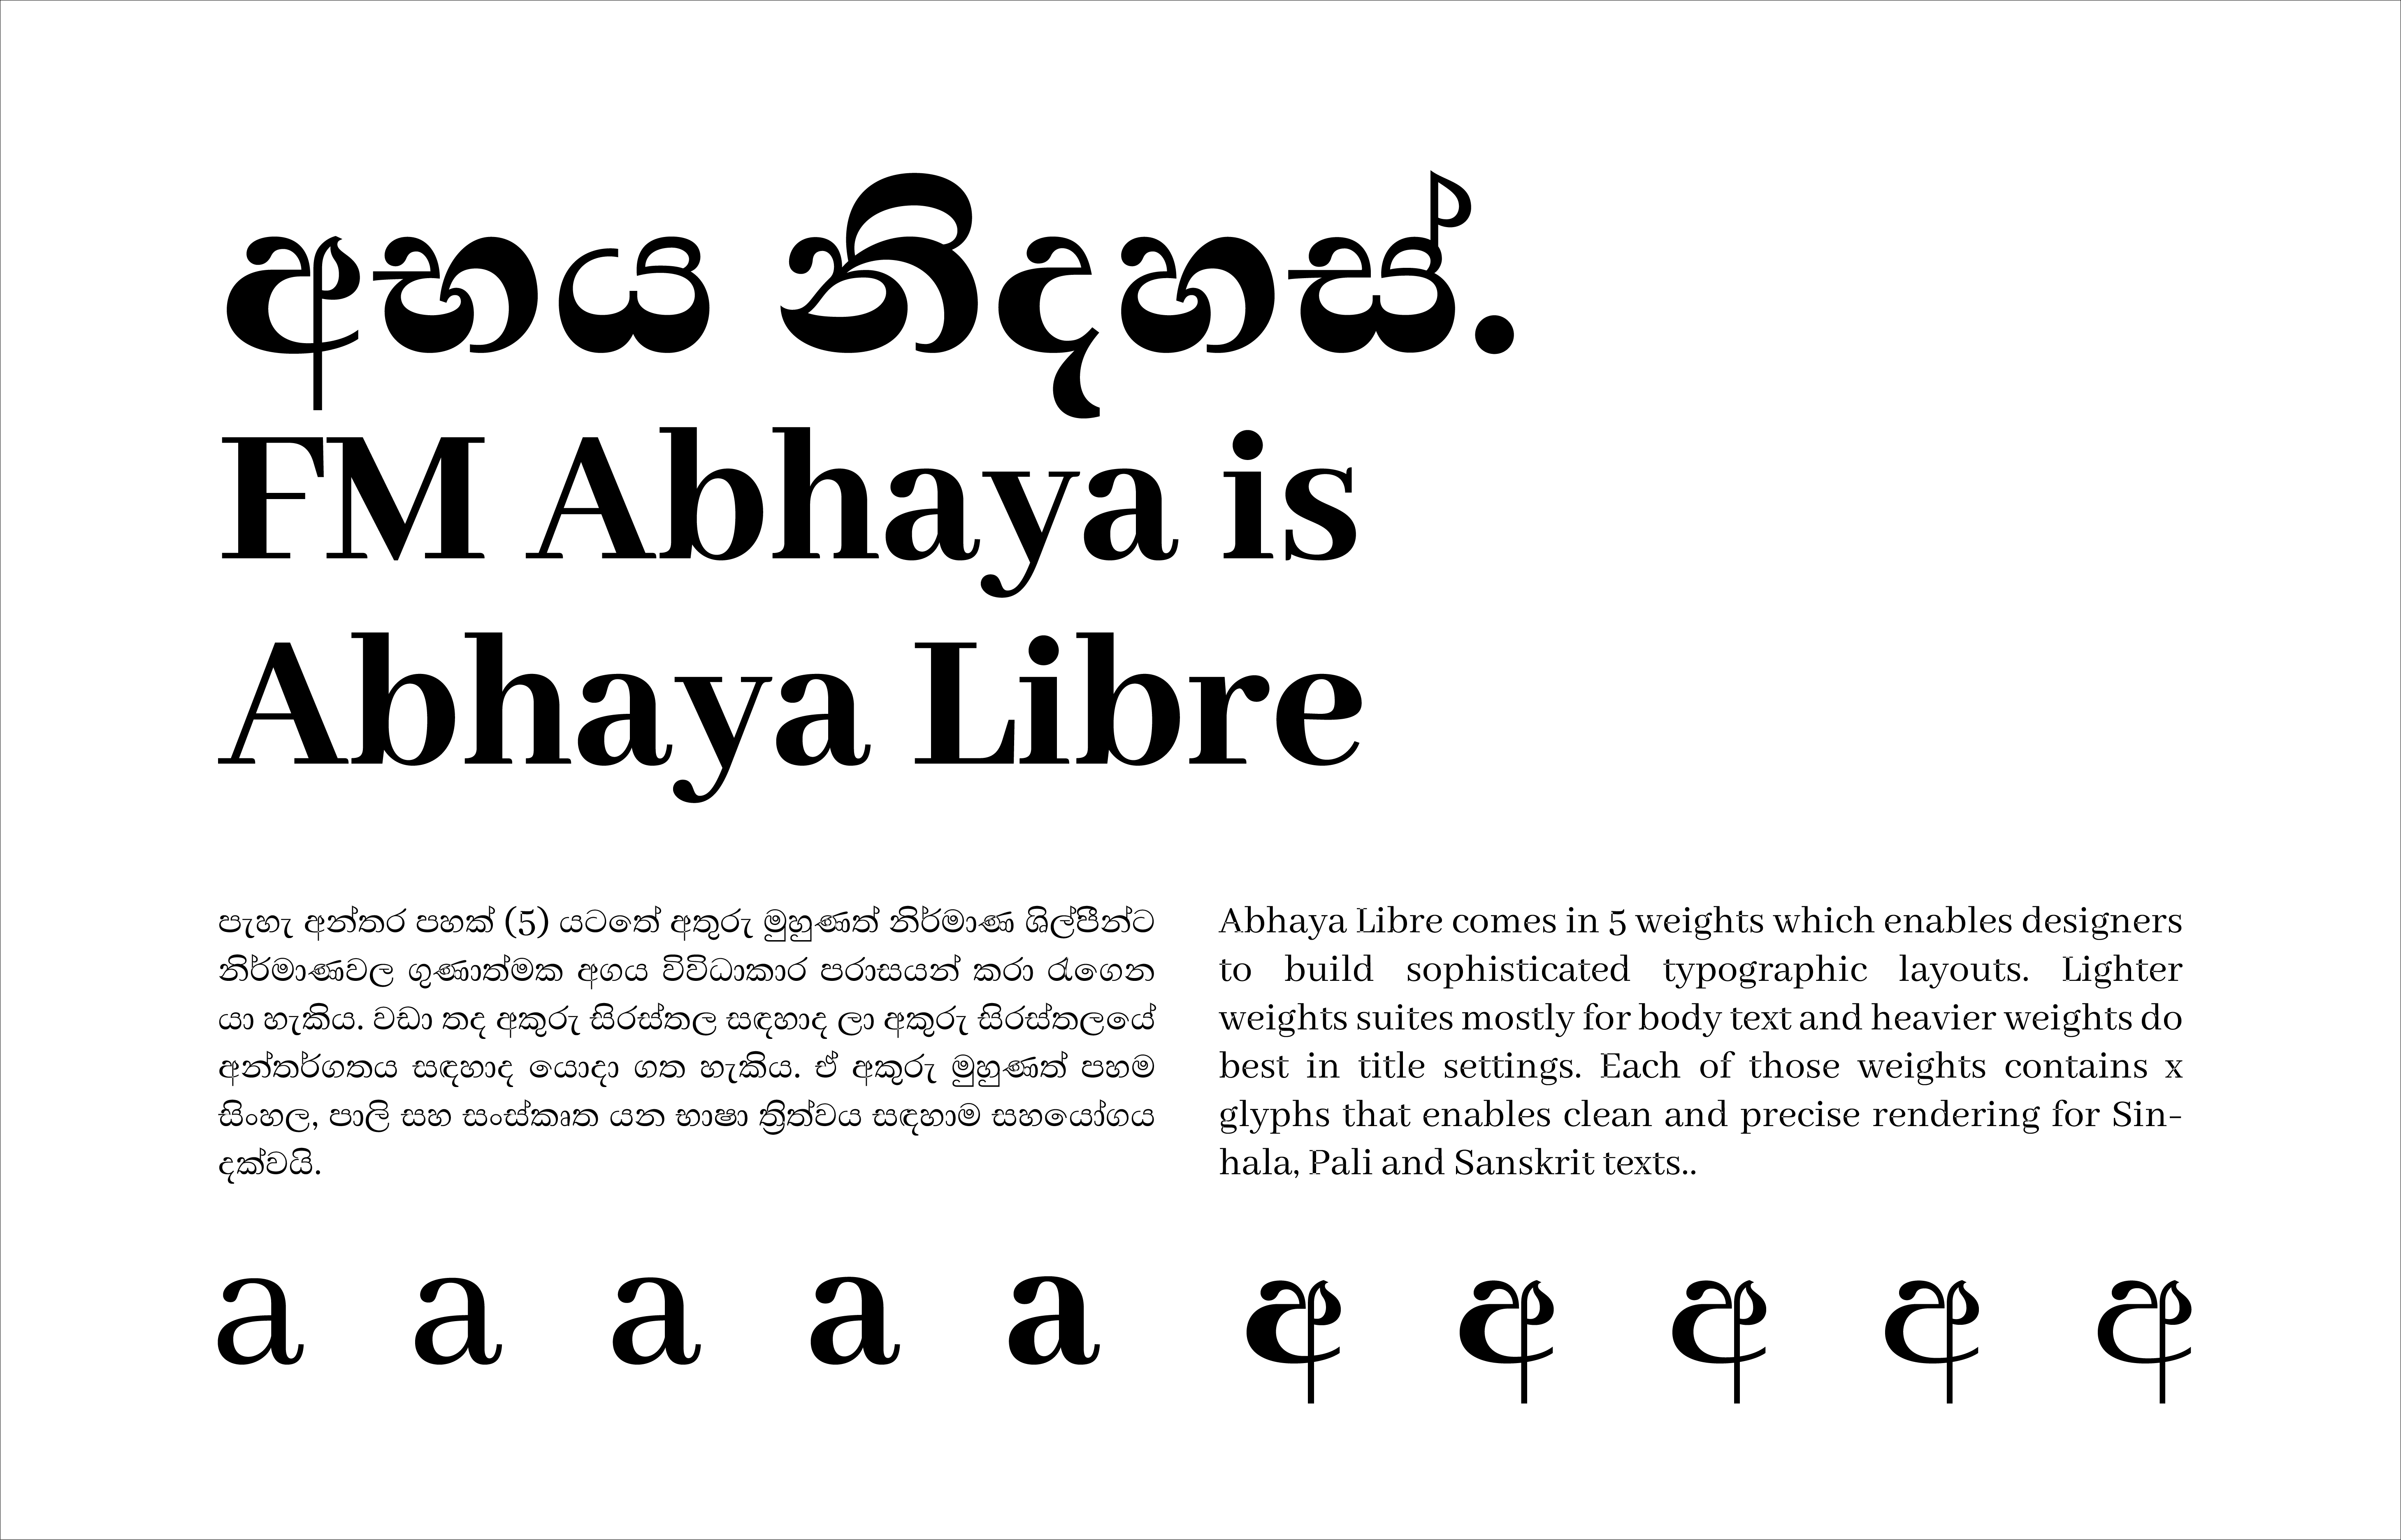 අභය නිදහස්.
FM Abhaya is
Abhaya Libre
පැහැ අන්තර පහක් (5) යටතේ අතුරු මුහුණත් නිර්මාණ ශිල්පීන්ට
නිර්මාණවල ගුණාත්මක අගය විවිධාකාර පරාසයන් කරා රැගෙන
යා හැකිය. වඩා තද අකුරු සිරස්තල සඳහාද ලා අකුරු සිරස්තලයේ
අන්තර්ගතය සඳහාද යොදා ගත හැකිය. ඒ අකුරු මුහුණත් පහම
සිංහල, පාලි සහ සංස්කෘත යන භාෂා ත්‍රිත්වය සඳහාම සහයෝගය
දක්වයි.
Abhaya Libre comes in 5 weights which enables designers
to build sophisticated typographic layouts. Lighter
weights suites mostly for body text and heavier weights do
best in title settings. Each of those weights contains x
glyphs that enables clean and precise rendering for Sin-
hala, Pali and Sanskrit texts..
a a a a a අ අ අ අ අ